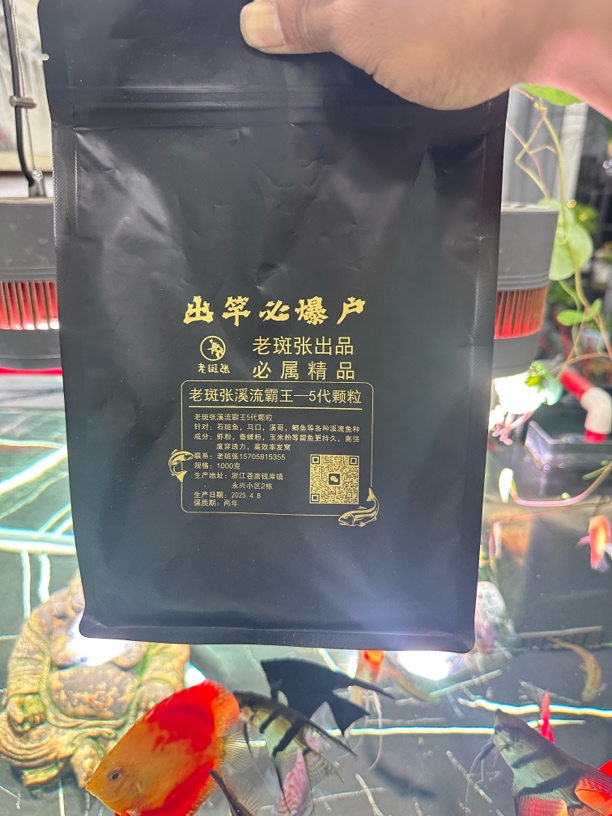 出竿必爆户
老斑张
老斑张出品
必属精品
老斑张溪流霸王—5代颗粒
老斑张溪流霸王5代颗粒
针对：石斑鱼，马口，溪哥，鲷鱼等各种溪流鱼种
成分：虾粉，蚕蛹粉，玉米粉等留鱼更持久，高强
度穿透力，高效率发窝
联系：老斑张15705815355
规格：1000克
生产地址：浙江苍南钱库镇
永兴小区2栋
生产日期：2025.4.8
保质期：两年